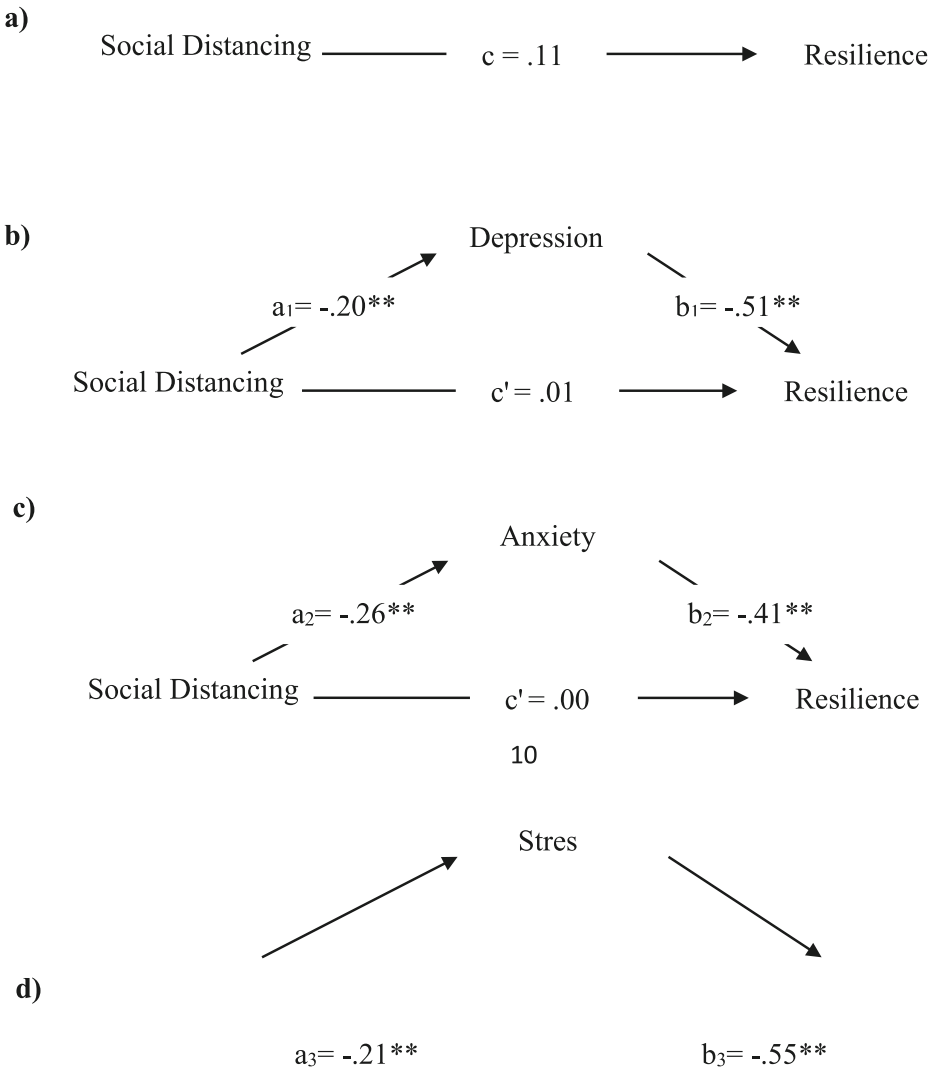 a)
Social Distancing c = .11 Resilience
b)
Depression
a₁= -.20** b₁= -.51**
Social Distancing c' = .01 Resilience
c)
Anxiety
a₂= -.26** b₂= -.41**
Social Distancing c' = .00 Resilience
10
Stres
d)
a₃= -.21** b₃= -.55**